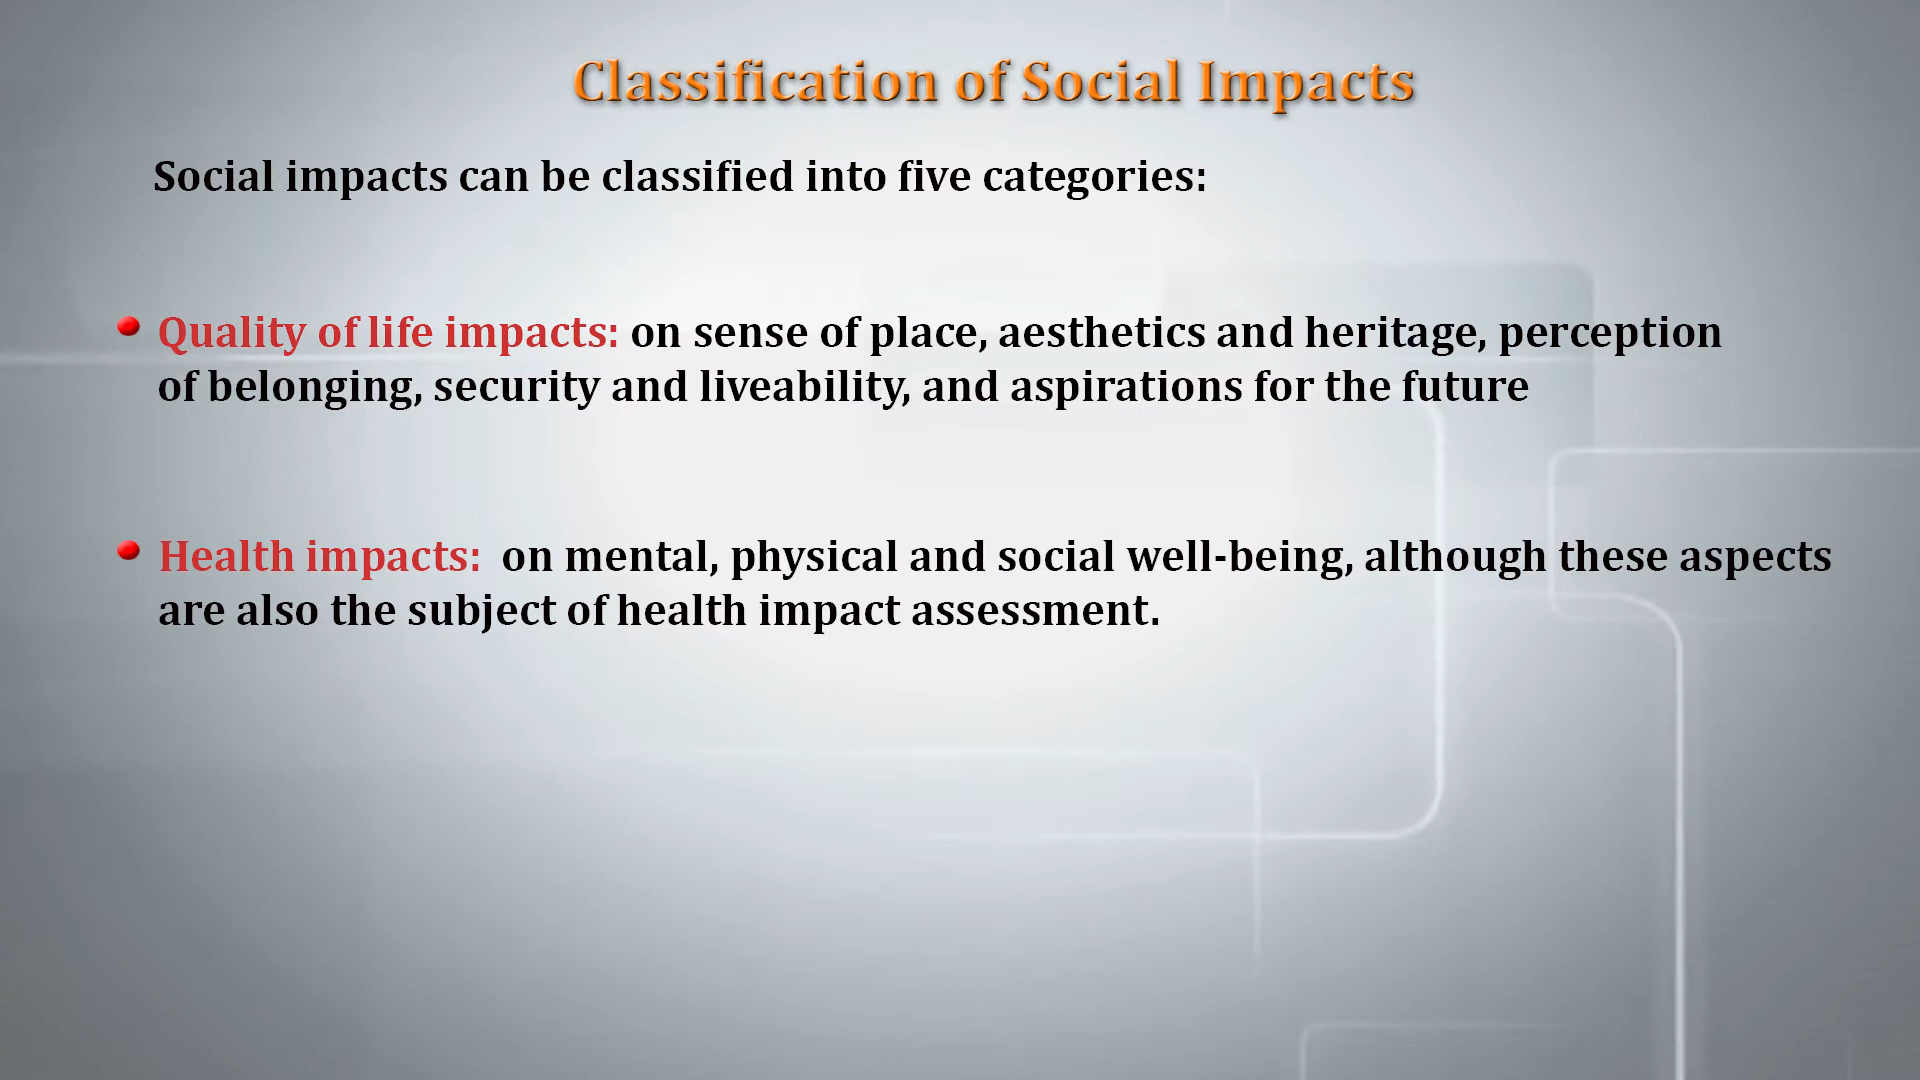 Classification of Social Impacts
Social impacts can be classified into five categories:
Quality of life impacts: on sense of place, aesthetics and heritage, perception
of belonging, security and liveability, and aspirations for the future
Health impacts: on mental, physical and social well-being, although these aspects
are also the subject of health impact assessment.